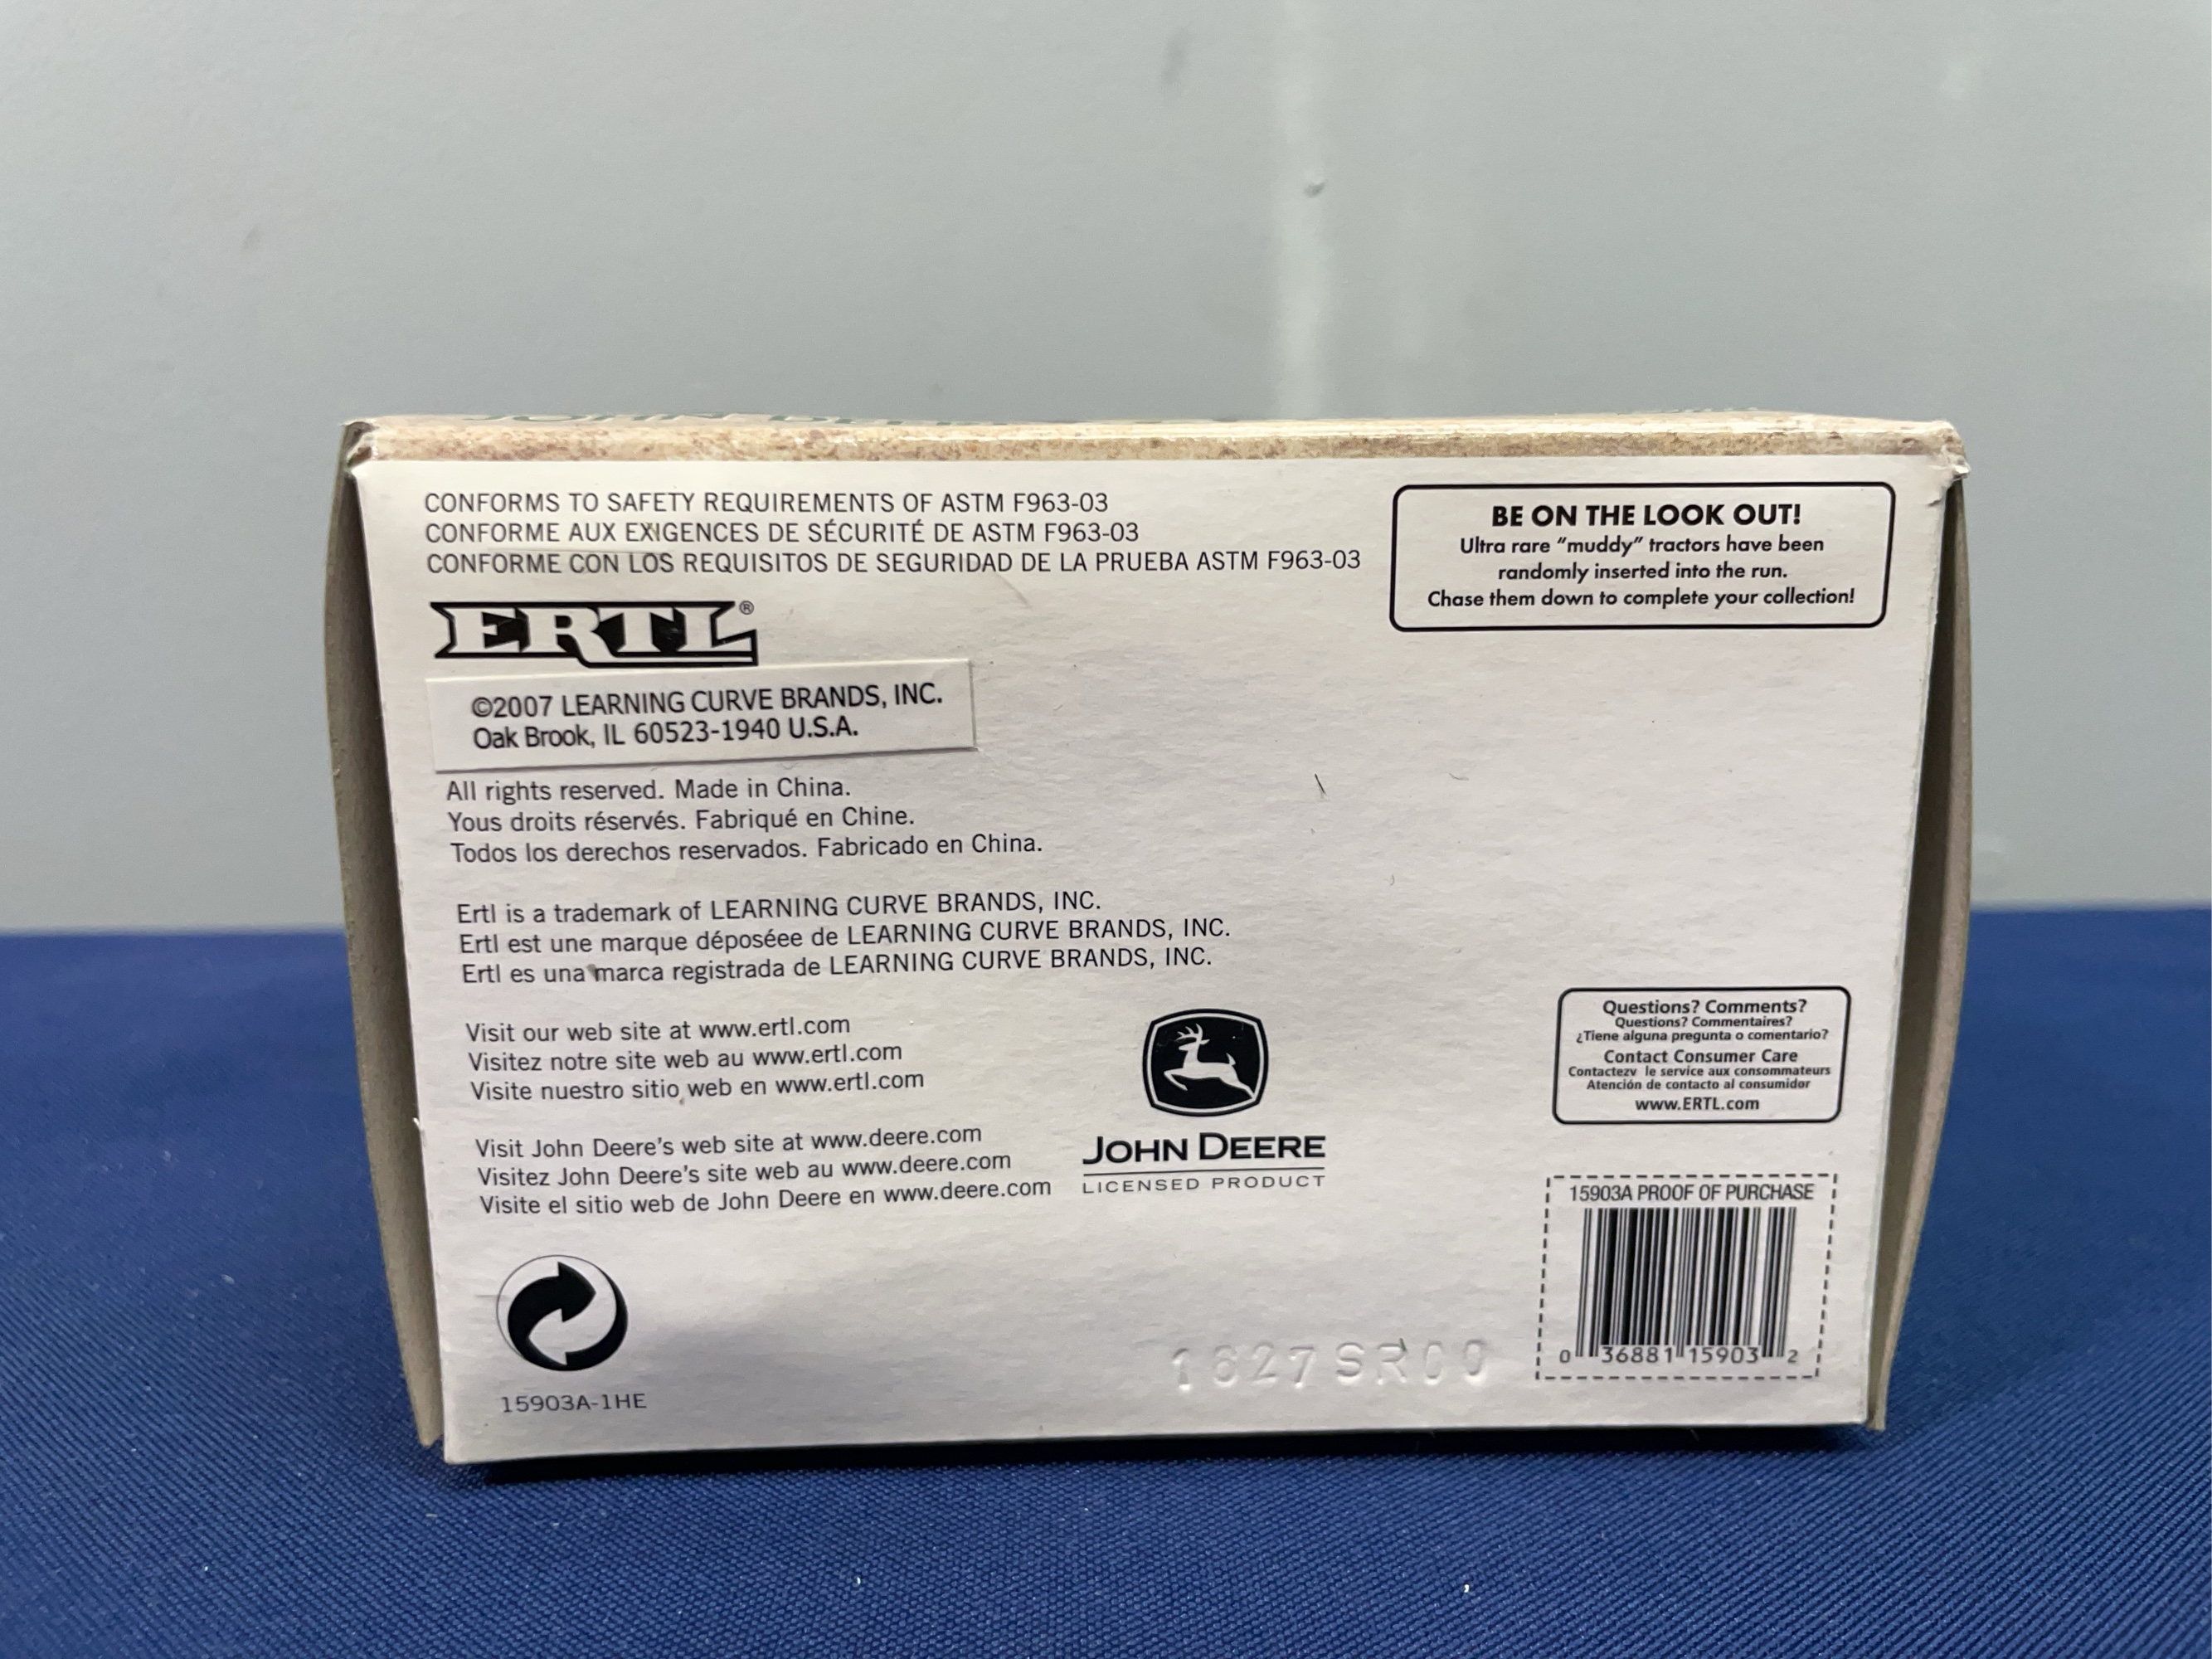 CONFORMS TO SAFETY REQUIREMENTS OF ASTM F963-03
CONFORME AUX EXIGENCES DE SÉCURITÉ DE ASTM F963-03
CONFORME CON LOS REQUISITOS DE SEGURIDAD DE LA PRUEBA ASTM F963-03
BE ON THE LOOK OUT!
Ultra rare "muddy" tractors have been
randomly inserted into the run.
Chase them down to complete your collection!
ERTL®
©2007 LEARNING CURVE BRANDS, INC.
Oak Brook, IL 60523-1940 U.S.A.
All rights reserved. Made in China.
Yous droits réservés. Fabriqué en Chine.
Todos los derechos reservados. Fabricado en China.
Ertl is a trademark of LEARNING CURVE BRANDS, INC.
Ertl est une marque déposéee de LEARNING CURVE BRANDS, INC.
Ertl es una marca registrada de LEARNING CURVE BRANDS, INC.
Visit our web site at www.ertl.com
Visitez notre site web au www.ertl.com
Visite nuestro sitio web en www.ertl.com
Visit John Deere's web site at www.deere.com
Visitez John Deere's site web au www.deere.com
Visite el sitio web de John Deere en www.deere.com
JOHN DEERE
LICENSED PRODUCT
Questions? Comments?
Questions? Commentaires?
¿Tiene alguna pregunta o comentario?
Contact Consumer Care
Contactezv le service aux consommateurs
Atención de contacto al consumidor
www.ERTL.com
15903A PROOF OF PURCHASE
0 36881 15903 2
15903A-1HE